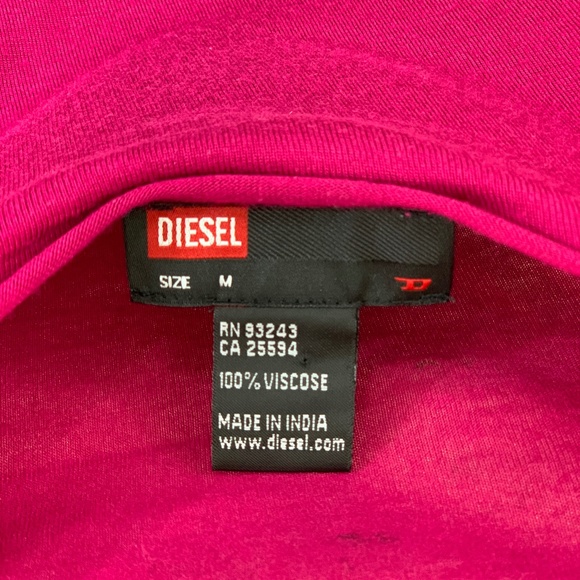 DIESEL
SIZE M
RN 93243
CA 25594
100% VISCOSE
MADE IN INDIA
www.diesel.com